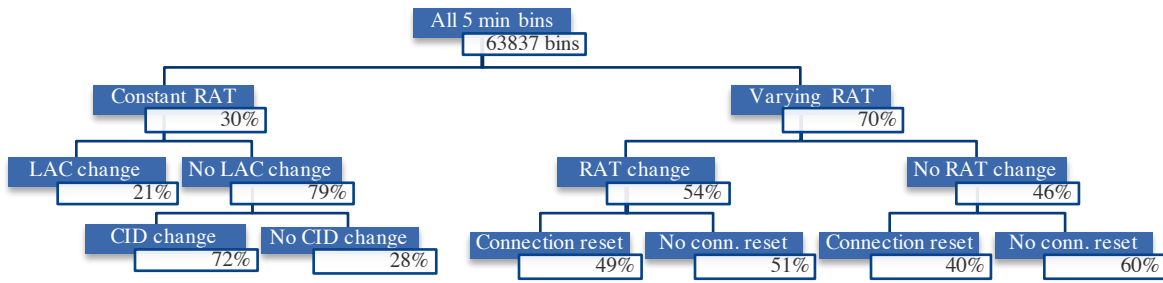 All 5 min bins
63837 bins
Constant RAT
30%
Varying RAT
70%
LAC change
21%
No LAC change
79%
RAT change
54%
No RAT change
46%
CID change
72%
No CID change
28%
Connection reset
49%
No conn. reset
51%
Connection reset
40%
No conn. reset
60%